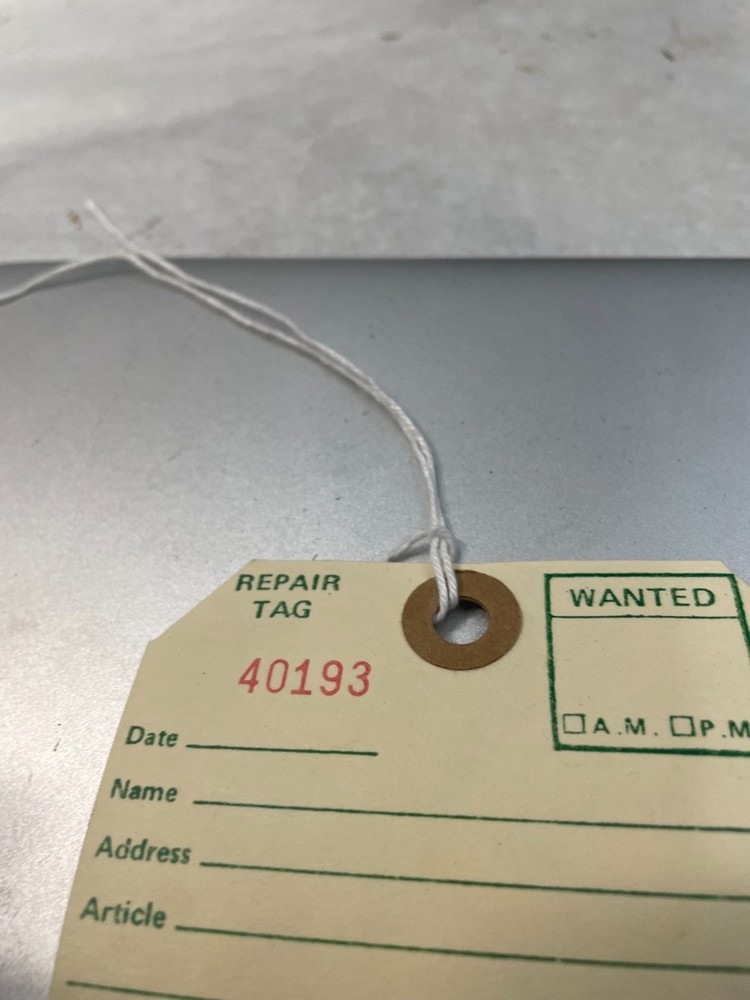 REPAIR
TAG
40193
WANTED
A.M. P.M
Date
Name
Address
Article